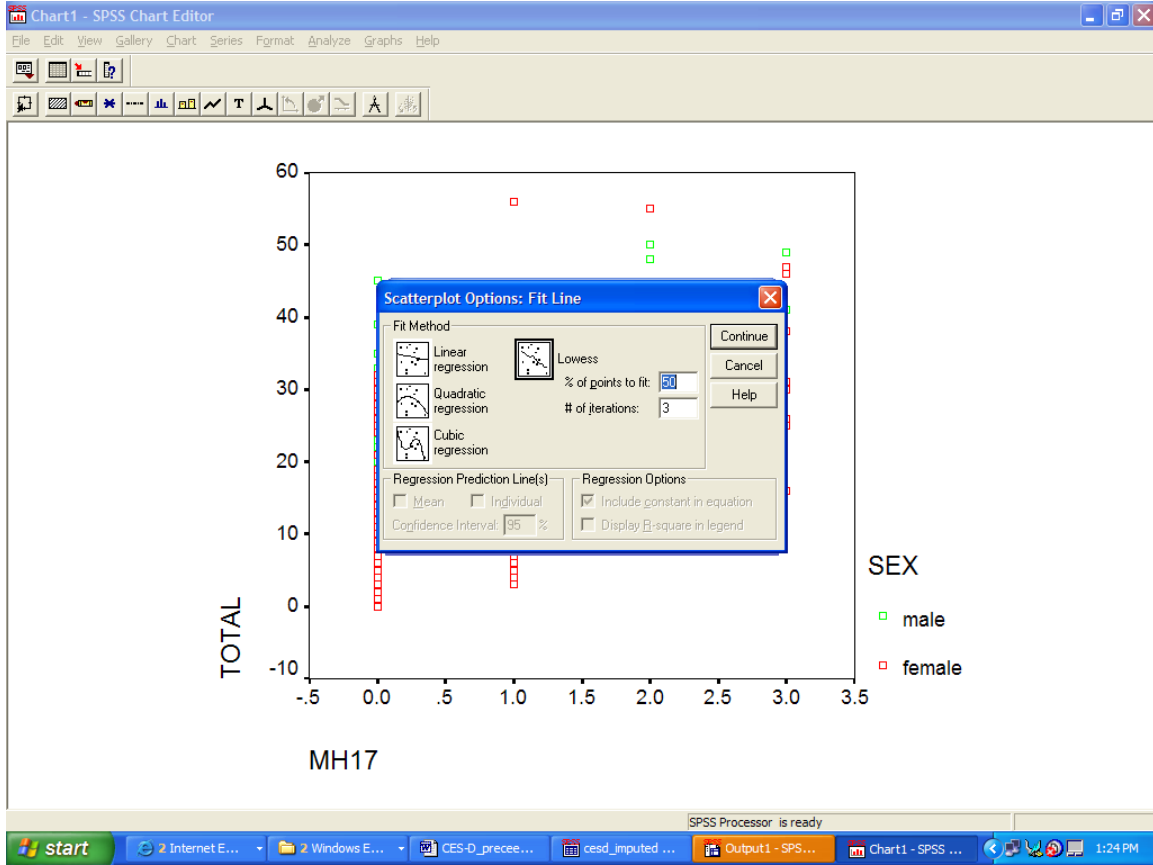 Chart1 - SPSS Chart Editor
File Edit View Gallery Chart Series Format Analyze Graphs Help
T
60
50
40
30
20
10
0
-10
TOTAL
-.5 0.0 .5 1.0 1.5 2.0 2.5 3.0 3.5
MH17
SEX
male
female
Scatterplot Options: Fit Line
Fit Method
Linear regression
Quadratic regression
Cubic regression
Lowess
% of points to fit: 50
# of iterations: 3
Continue
Cancel
Help
Regression Prediction Line(s)
Mean Individual
Confidence Interval: 95 %
Regression Options
Include constant in equation
Display R-square in legend
SPSS Processor is ready
start 2 Internet E... 2 Windows E... CES-D_precee... cesd_imputed ... Output1 - SPS... Chart1 - SPSS ... 1:24 PM